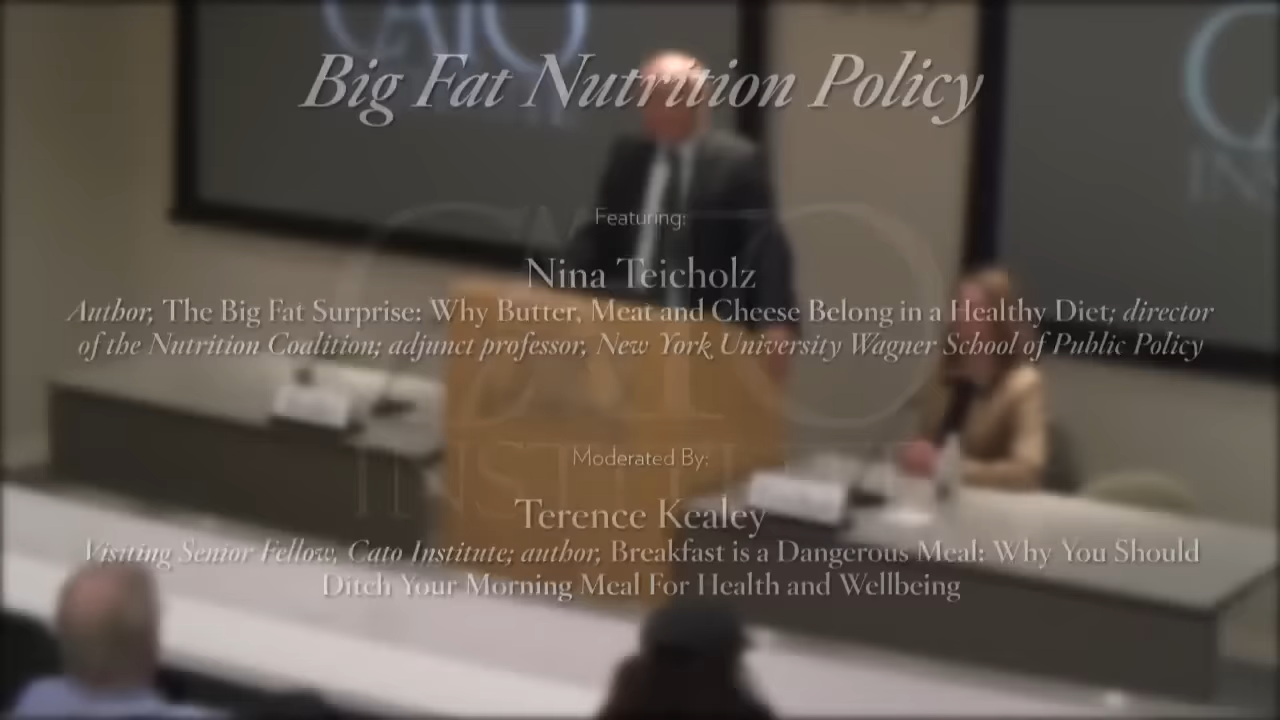 CATO
Big Fat Nutrition Policy
Featuring:
Nina Teicholz
Author, The Big Fat Surprise: Why Butter, Meat and Cheese Belong in a Healthy Diet; director
of the Nutrition Coalition; adjunct professor, New York University Wagner School of Public Policy
CATO
INSTITUTE
Moderated By:
Terence Kealey
Visiting Senior Fellow, Cato Institute; author, Breakfast is a Dangerous Meal: Why You Should
Ditch Your Morning Meal For Health and Wellbeing